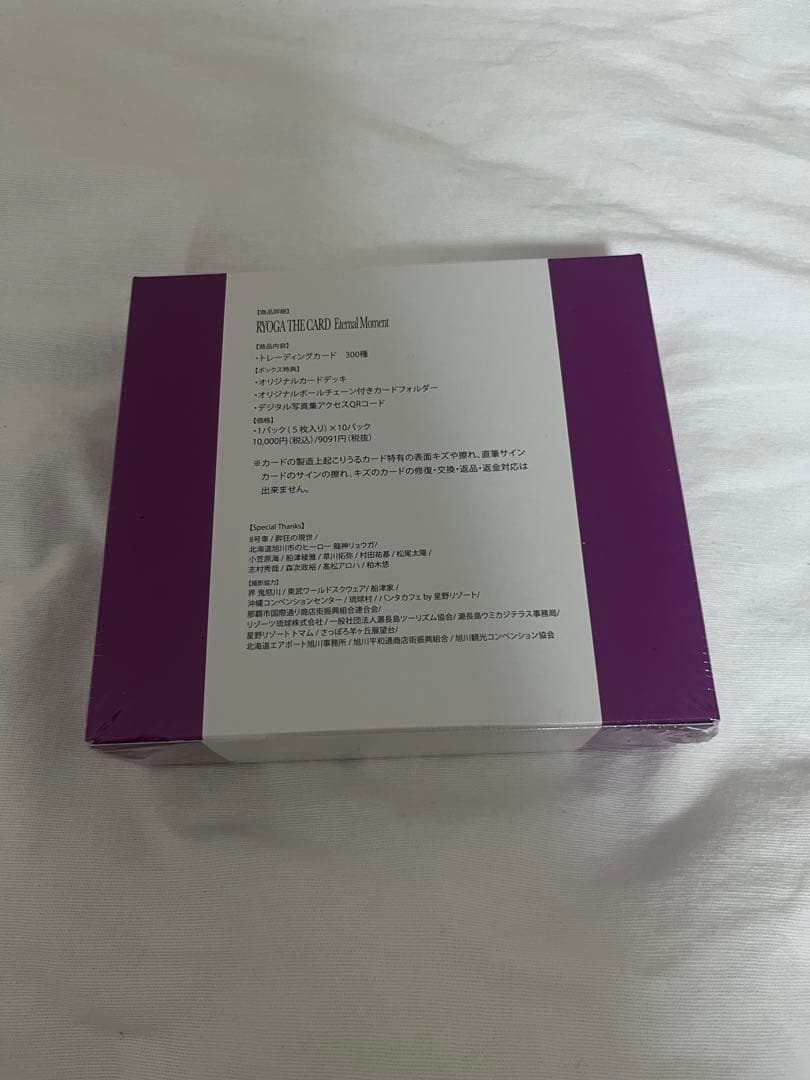 【商品詳細】
RYOGA THE CARD Eternal Moment
【商品内容】
・トレーディングカード 300種
【ボックス特典】
・オリジナルカードデッキ
・オリジナルボールチェーン付きカードフォルダー
・デジタル写真集アクセスQRコード
【価格】
・1パック(5枚入り)×10パック
10,000円(税込)/9091円(税抜)
※カードの製造上起こりうるカード特有の表面キズや擦れ、直筆サイン
カードのサインの擦れ、キズのカードの修復・交換・返品・返金対応は
出来ません。
【Special Thanks】
8号車 / 酔狂の現世 /
北海道旭川市のヒーロー 龍神リョウガ/
小笠原海 / 船津稜雅 / 草川拓弥 / 村田祐基 / 松尾太陽 /
志村秀哉 / 森次政裕 / 髙松アロハ / 柏木悠
【撮影協力】
界 鬼怒川 / 東武ワールドスクウェア/ 船津家 /
沖縄コンベンションセンター / 琉球村 / バンタカフェ by 星野リゾート/
那覇市国際通り商店街振興組合連合会/
リゾーツ琉球株式会社 / 一般社団法人瀬長島ツーリズム協会/ 瀬長島ウミカジテラス事務局/
星野リゾート トマム / さっぽろ羊ヶ丘展望台/
北海道エアポート旭川事務所 / 旭川平和通商店街振興組合 / 旭川観光コンベンション協会